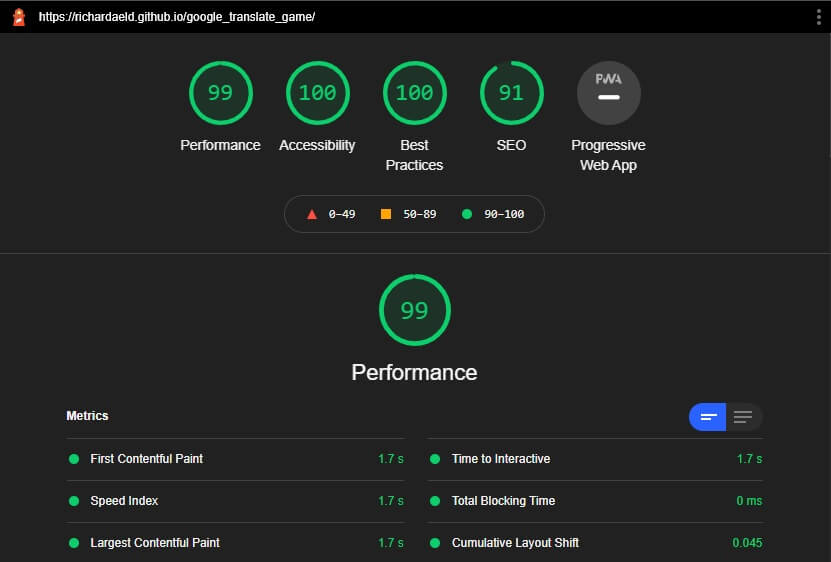 https://richardaeld.github.io/google_translate_game/
99 100 100 91 PWA
Performance Accessibility Best Practices SEO Progressive Web App
0–49 50–89 90–100
99
Performance
Metrics
First Contentful Paint 1.7 s
Time to Interactive 1.7 s
Speed Index 1.7 s
Total Blocking Time 0 ms
Largest Contentful Paint 1.7 s
Cumulative Layout Shift 0.045